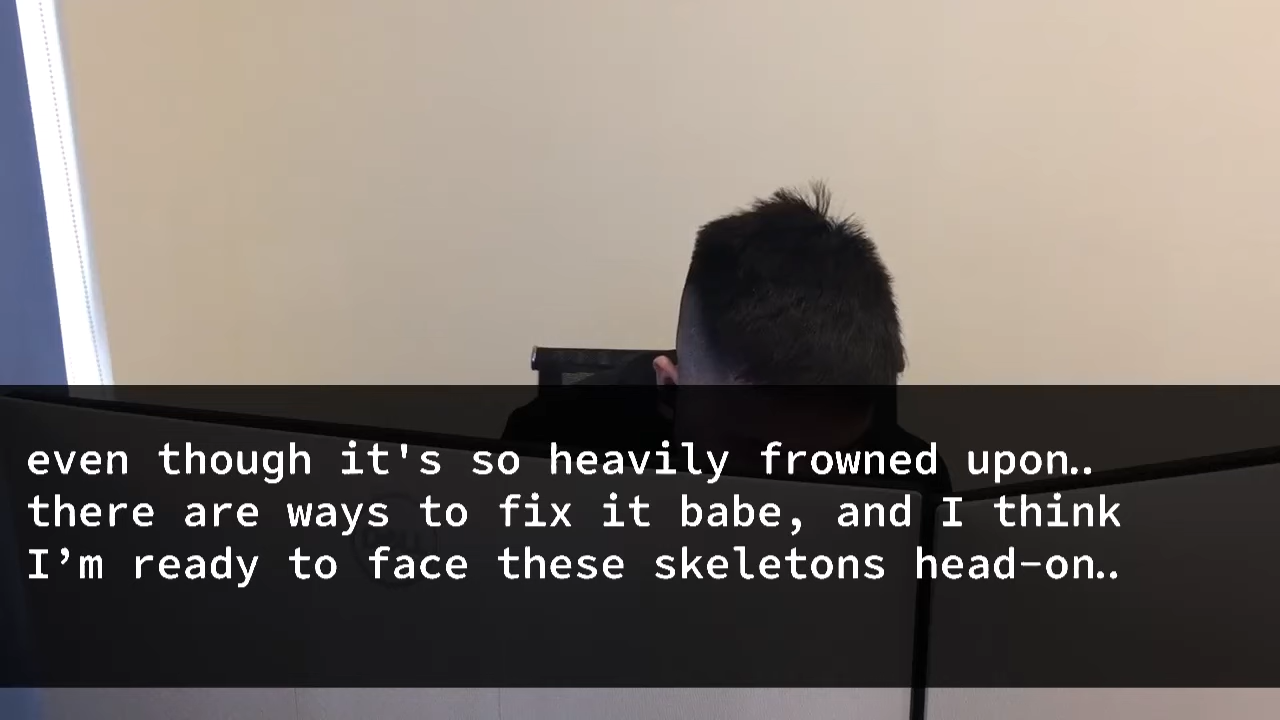 even though it's so heavily frowned upon..
there are ways to fix it babe, and I think
I’m ready to face these skeletons head-on..